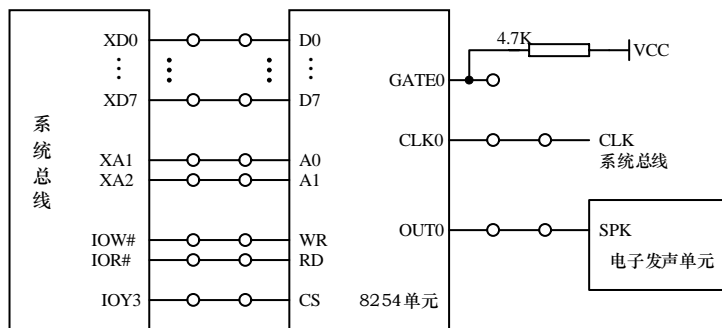 系统总线
XD0
⋮
XD7
XA1
XA2
IOW#
IOR#
IOY3
D0
⋮
D7
A0
A1
WR
RD
CS
GATE0
CLK0
OUT0
8254单元
4.7K
VCC
CLK
系统总线
SPK
电子发声单元